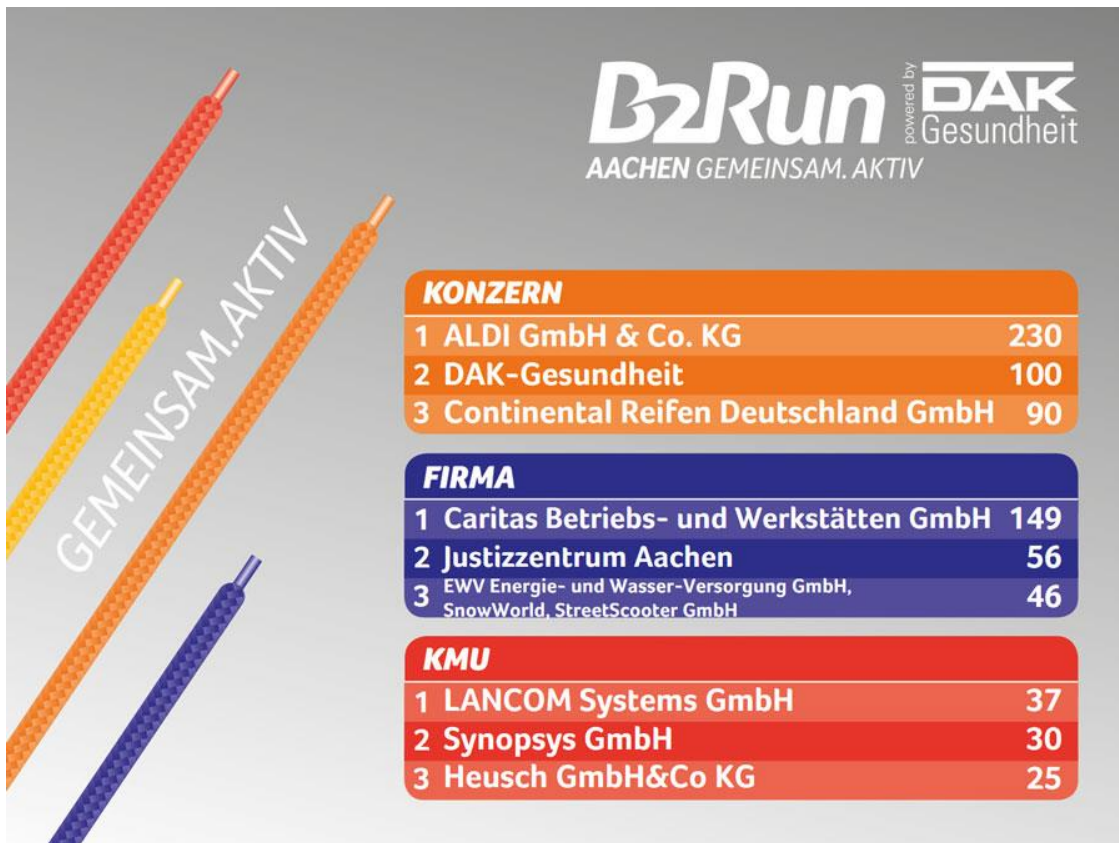 B2Run powered by DAK Gesundheit
AACHEN GEMEINSAM. AKTIV
GEMEINSAM.AKTIV
KONZERN
1 ALDI GmbH & Co. KG 230
2 DAK-Gesundheit 100
3 Continental Reifen Deutschland GmbH 90
FIRMA
1 Caritas Betriebs- und Werkstätten GmbH 149
2 Justizzentrum Aachen 56
3 EWV Energie- und Wasser-Versorgung GmbH,
SnowWorld, StreetScooter GmbH 46
KMU
1 LANCOM Systems GmbH 37
2 Synopsys GmbH 30
3 Heusch GmbH&Co KG 25